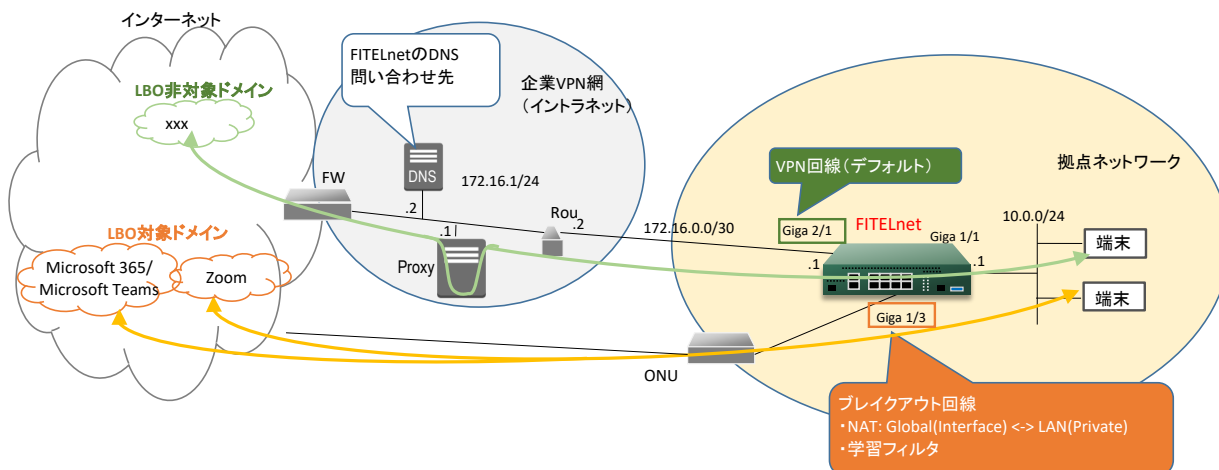 インターネット
LBO非対象ドメイン
xxx
FITELnetのDNS
問い合わせ先
企業VPN網
（イントラネット）
DNS
172.16.1/24
FW
.2
.1
Rou
.2
172.16.0.0/30
Proxy
LBO対象ドメイン
Microsoft 365/
Microsoft Teams
Zoom
ONU
VPN回線（デフォルト）
拠点ネットワーク
Giga 2/1
FITELnet
Giga 1/1
10.0.0/24
.1
.1
端末
端末
Giga 1/3
ブレイクアウト回線
・NAT: Global(Interface) <-> LAN(Private)
・学習フィルタ